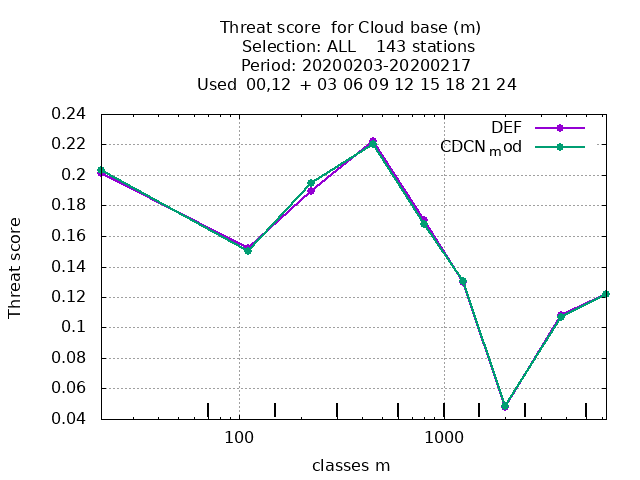 Threat score for Cloud base (m)
Selection: ALL 143 stations
Period: 20200203-20200217
Used 00,12 + 03 06 09 12 15 18 21 24
0.24
0.22
0.2
0.18
0.16
0.14
0.12
0.1
0.08
0.06
0.04
Threat score
DEF
CDCNmod
100
1000
classes m